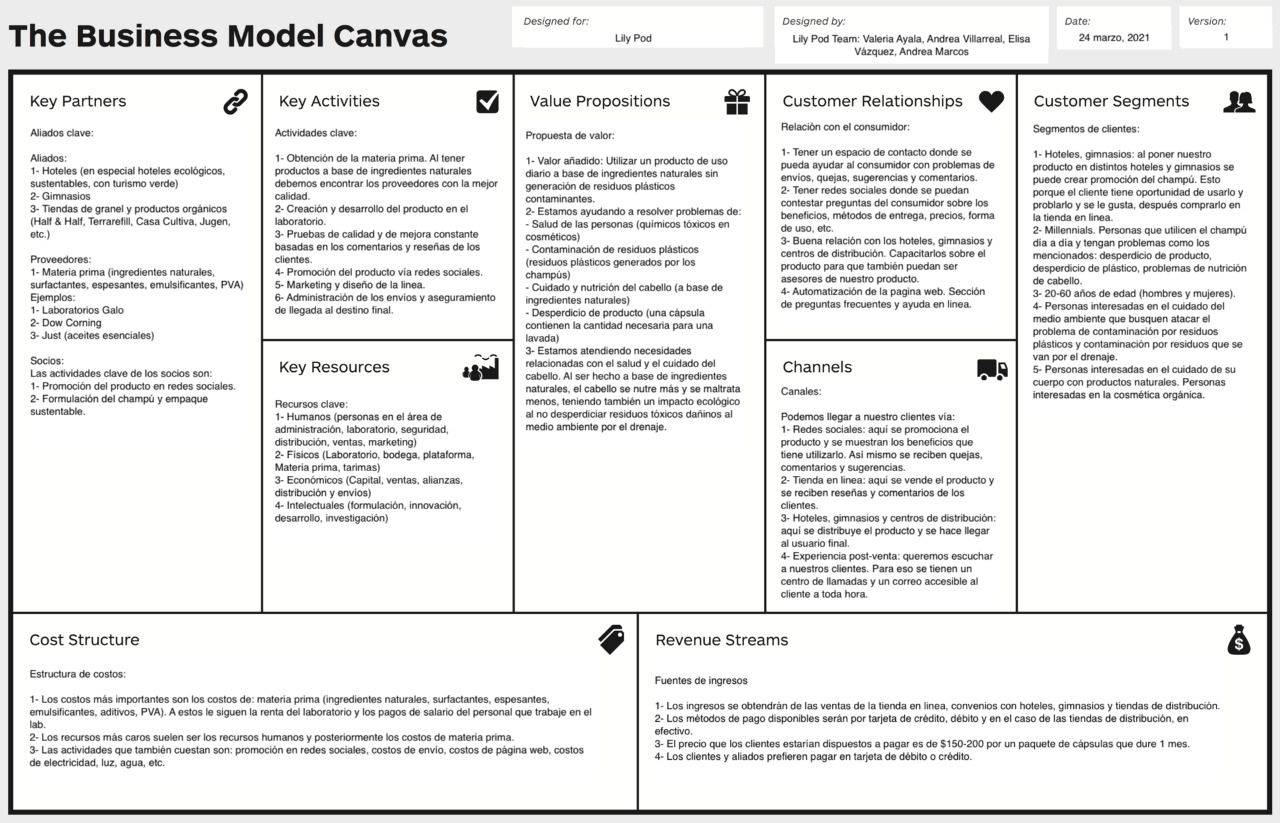 The Business Model Canvas
Designed for:
Lily Pod
Designed by:
Lily Pod Team: Valeria Ayala, Andrea Villarreal, Elisa
Vázquez, Andrea Marcos
Date:
24 marzo, 2021
Version:
1
Key Partners
Aliados clave:
Aliados:
1- Hoteles (en especial hoteles ecológicos,
sustentables, con turismo verde)
2- Gimnasios
3- Tiendas de granel y productos orgánicos
(Half & Half, Terrarefill, Casa Cultiva, Jugen,
etc.)
Proveedores:
1- Materia prima (ingredientes naturales,
surfactantes, espesantes, emulsificantes, PVA)
Ejemplos:
1- Laboratorios Galo
2- Dow Corning
3- Just (aceites esenciales)
Socios:
Las actividades clave de los socios son:
1- Promoción del producto en redes sociales.
2- Formulación del champú y empaque
sustentable.
Key Activities
Actividades clave:
1- Obtención de la materia prima. Al tener
productos a base de ingredientes naturales
debemos encontrar los proveedores con la mejor
calidad.
2- Creación y desarrollo del producto en el
laboratorio.
3- Pruebas de calidad y de mejora constante
basadas en los comentarios y reseñas de los
clientes.
4- Promoción del producto vía redes sociales.
5- Marketing y diseño de la linea.
6- Administración de los envíos y aseguramiento
de llegada al destino final.
Key Resources
Recursos clave:
1- Humanos (personas en el área de
administración, laboratorio, seguridad,
distribución, ventas, marketing)
2- Físicos (Laboratorio, bodega, plataforma,
Materia prima, tarimas)
3- Económicos (Capital, ventas, alianzas,
distribución y envíos)
4- Intelectuales (formulación, innovación,
desarrollo, investigación)
Value Propositions
Propuesta de valor:
1- Valor añadido: Utilizar un producto de uso
diario a base de ingredientes naturales sin
generación de residuos plásticos
contaminantes.
2- Estamos ayudando a resolver problemas de:
- Salud de las personas (químicos tóxicos en
cosméticos)
- Contaminación de residuos plásticos
(residuos plásticos generados por los
champús)
- Cuidado y nutrición del cabello (a base de
ingredientes naturales)
- Desperdicio de producto (una cápsula
contienen la cantidad necesaria para una
lavada)
3- Estamos atendiendo necesidades
relacionadas con el salud y el cuidado del
cabello. Al ser hecho a base de ingredientes
naturales, el cabello se nutre más y se maltrata
menos, teniendo también un impacto ecológico
al no desperdiciar residuos tóxicos dañinos al
medio ambiente por el drenaje.
Customer Relationships
Relación con el consumidor:
1- Tener un espacio de contacto donde se
pueda ayudar al consumidor con problemas de
envíos, quejas, sugerencias y comentarios.
2- Tener redes sociales donde se puedan
contestar preguntas del consumidor sobre los
beneficios, métodos de entrega, precios, forma
de uso, etc.
3- Buena relación con los hoteles, gimnasios y
centros de distribución. Capacitarlos sobre el
producto para que también puedan ser
asesores de nuestro producto.
4- Automatización de la pagina web. Sección
de preguntas frecuentes y ayuda en linea.
Channels
Canales:
Podemos llegar a nuestro clientes vía:
1- Redes sociales: aquí se promociona el
producto y se muestran los beneficios que
tiene utilizarlo. Así mismo se reciben quejas,
comentarios y sugerencias.
2- Tienda en linea: aquí se vende el producto y
se reciben reseñas y comentarios de los
clientes.
3- Hoteles, gimnasios y centros de distribución:
aquí se distribuye el producto y se hace llegar
al usuario final.
4- Experiencia post-venta: queremos escuchar
a nuestros clientes. Para eso se tienen un
centro de llamadas y un correo accesible al
cliente a toda hora.
Customer Segments
Segmentos de clientes:
1- Hoteles, gimnasios: al poner nuestro
producto en distintos hoteles y gimnasios se
puede crear promoción del champú. Esto
porque el cliente tiene oportunidad de usarlo y
problarlo y se le gusta, después comprarlo en
la tienda en linea.
2- Millennials. Personas que utilicen el champú
día a día y tengan problemas como los
mencionados: desperdicio de producto,
desperdicio de plástico, problemas de nutrición
de cabello.
3- 20-60 años de edad (hombres y mujeres).
4- Personas interesadas en el cuidado del
medio ambiente que busquen atacar el
problema de contaminación por residuos
plásticos y contaminación por residuos que se
van por el drenaje.
5- Personas interesadas en el cuidado de su
cuerpo con productos naturales. Personas
interesadas en la cosmética orgánica.
Cost Structure
Estructura de costos:
1- Los costos más importantes son los costos de: materia prima (ingredientes naturales, surfactantes, espesantes,
emulsificantes, aditivos, PVA). A estos le siguen la renta del laboratorio y los pagos de salario del personal que trabaje en el
lab.
2- Los recursos más caros suelen ser los recursos humanos y posteriormente los costos de materia prima.
3- Las actividades que también cuestan son: promoción en redes sociales, costos de envío, costos de página web, costos
de electricidad, luz, agua, etc.
Revenue Streams
Fuentes de ingresos
1- Los ingresos se obtendrán de las ventas de la tienda en linea, convenios con hoteles, gimnasios y tiendas de distribución.
2- Los métodos de pago disponibles serán por tarjeta de crédito, débito y en el caso de las tiendas de distribución, en
efectivo.
3- El precio que los clientes estarían dispuestos a pagar es de $150-200 por un paquete de cápsulas que dure 1 mes.
4- Los clientes y aliados prefieren pagar en tarjeta de débito o crédito.